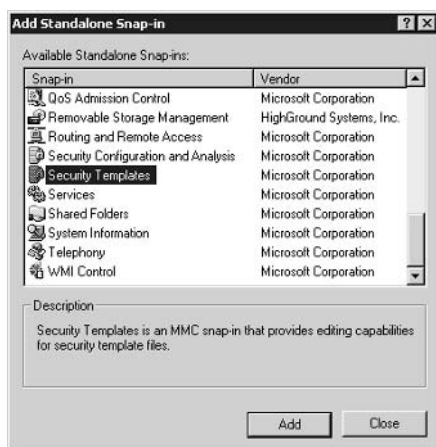 Add Standalone Snap-in
Available Standalone Snap-ins:
Snap-in Vendor
QoS Admission Control Microsoft Corporation
Removable Storage Management HighGround Systems, Inc.
Routing and Remote Access Microsoft Corporation
Security Configuration and Analysis Microsoft Corporation
Security Templates Microsoft Corporation
Services Microsoft Corporation
Shared Folders Microsoft Corporation
System Information Microsoft Corporation
Telephony Microsoft Corporation
WMI Control Microsoft Corporation
Description
Security Templates is an MMC snap-in that provides editing capabilities
for security template files.
Add Close